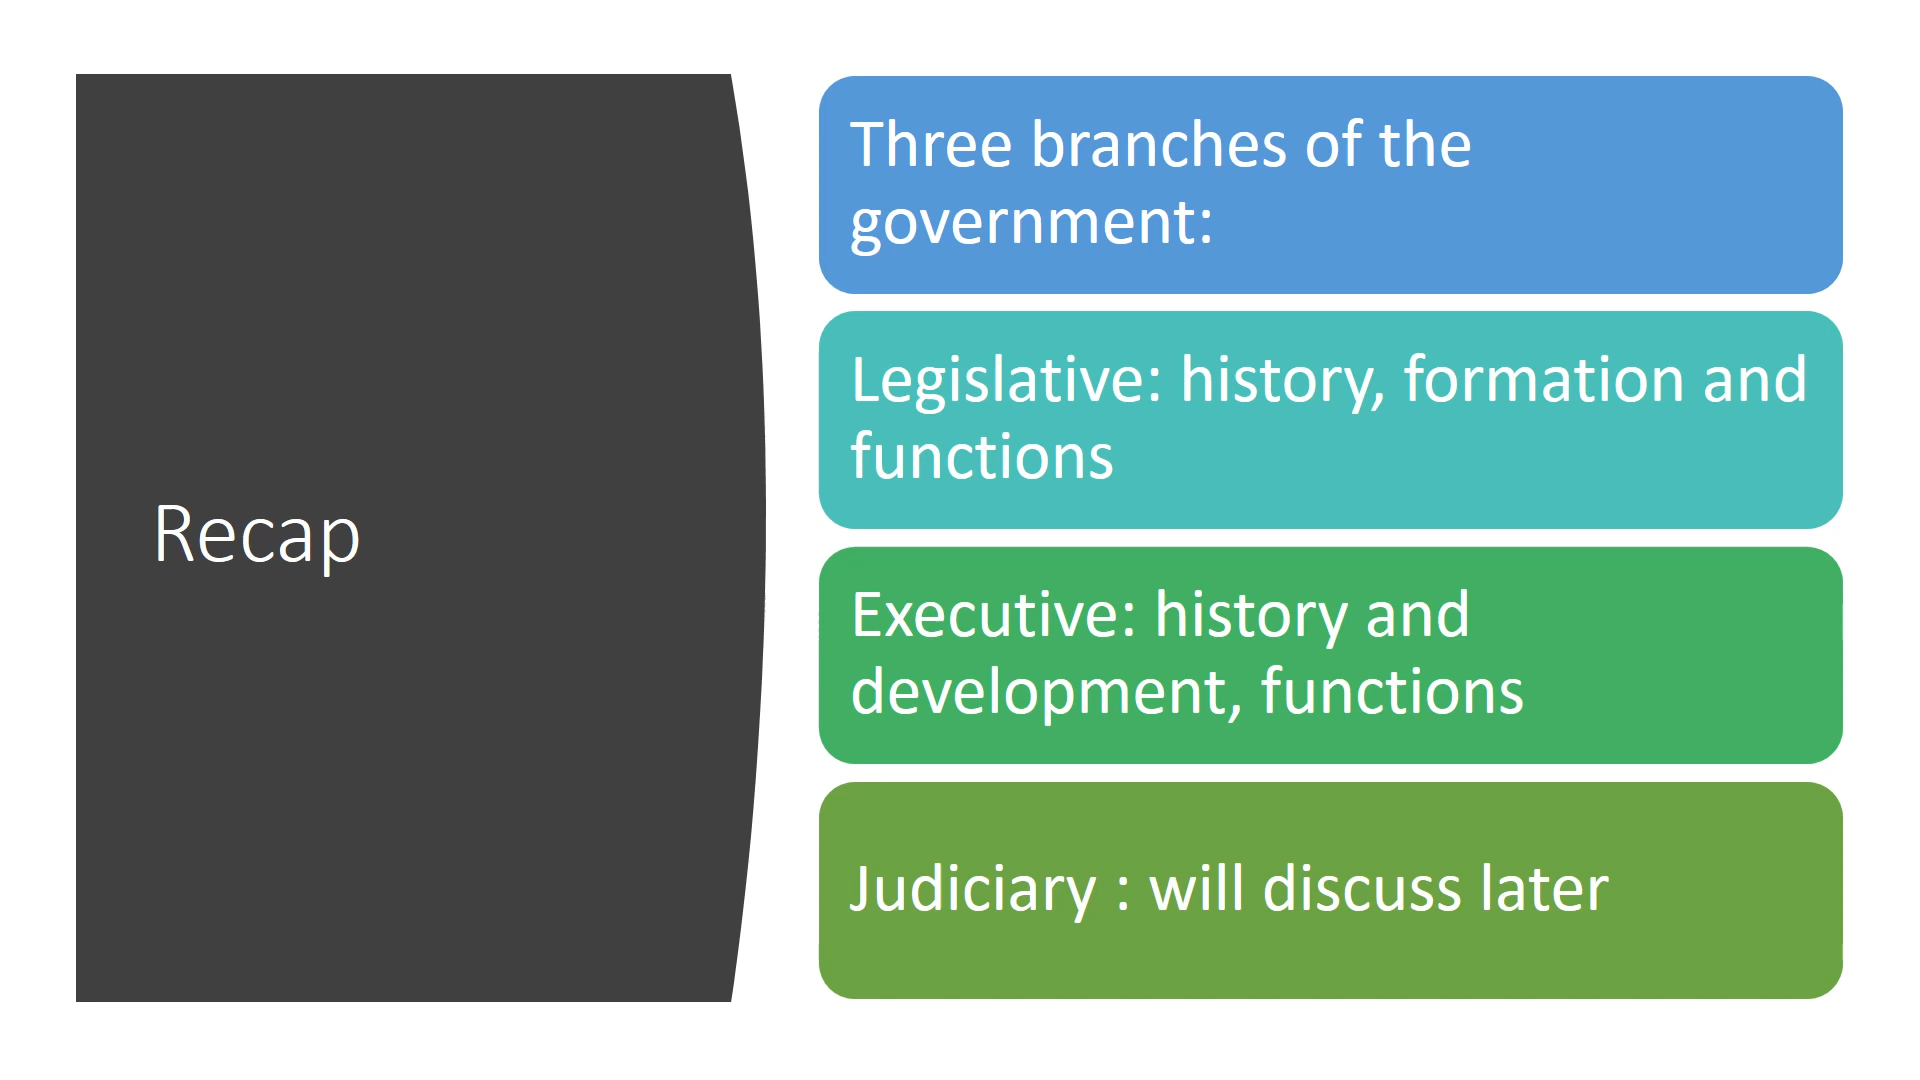 Recap
Three branches of the
government:
Legislative: history, formation and
functions
Executive: history and
development, functions
Judiciary : will discuss later